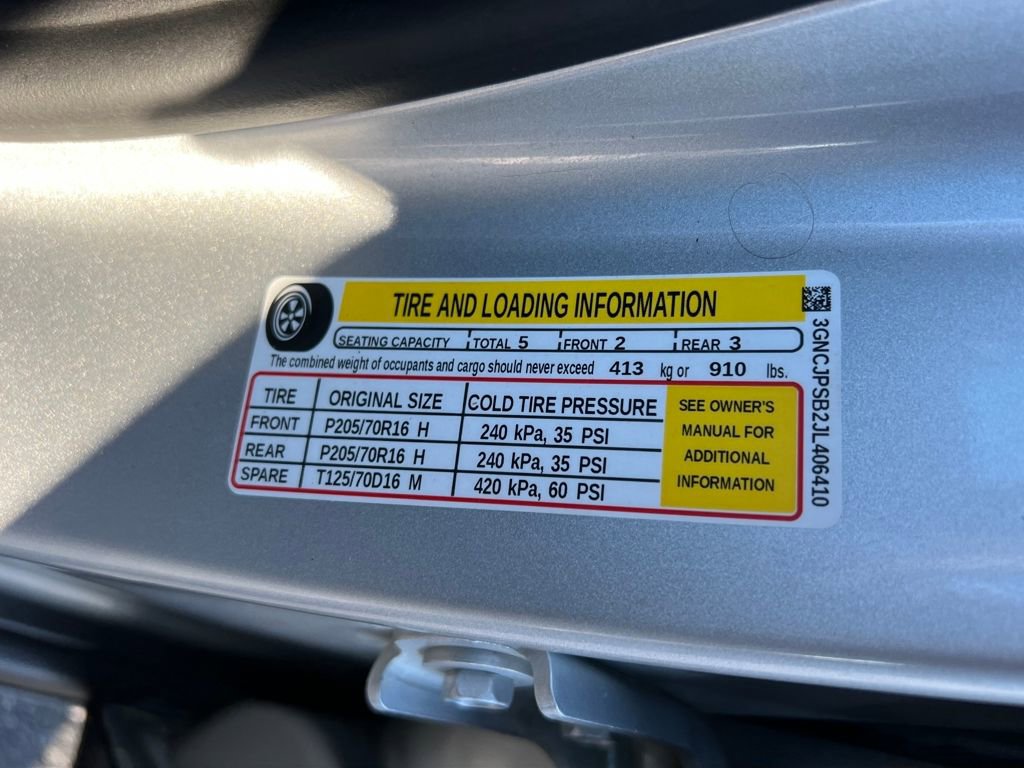 TIRE AND LOADING INFORMATION
SEATING CAPACITY TOTAL 5 FRONT 2 REAR 3
The combined weight of occupants and cargo should never exceed 413 kg or 910 lbs.
TIRE ORIGINAL SIZE COLD TIRE PRESSURE
FRONT P205/70R16 H 240 kPa, 35 PSI
REAR P205/70R16 H 240 kPa, 35 PSI
SPARE T125/70D16 M 420 kPa, 60 PSI
SEE OWNER'S
MANUAL FOR
ADDITIONAL
INFORMATION
3GNCJPSB2JL406410